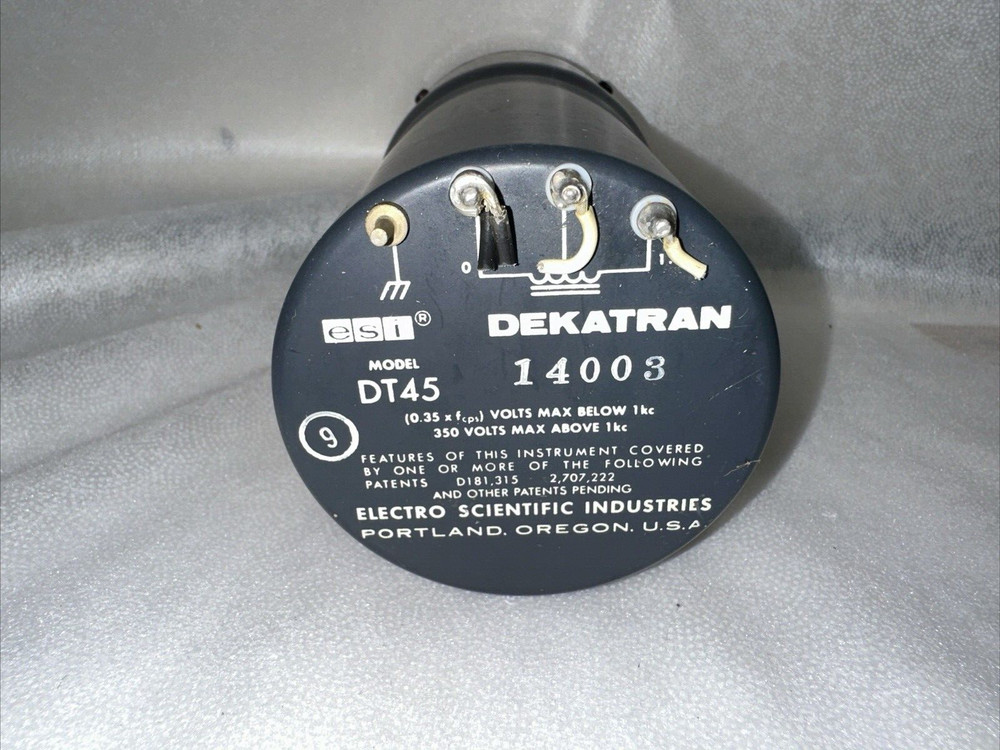 0 1
esi® DEKATRAN
MODEL
DT45 14003
(0.35 x fcps) VOLTS MAX BELOW 1kc
350 VOLTS MAX ABOVE 1kc
9
FEATURES OF THIS INSTRUMENT COVERED
BY ONE OR MORE OF THE FOLLOWING
PATENTS D181,315 2,707,222
AND OTHER PATENTS PENDING
ELECTRO SCIENTIFIC INDUSTRIES
PORTLAND, OREGON, U.S.A.